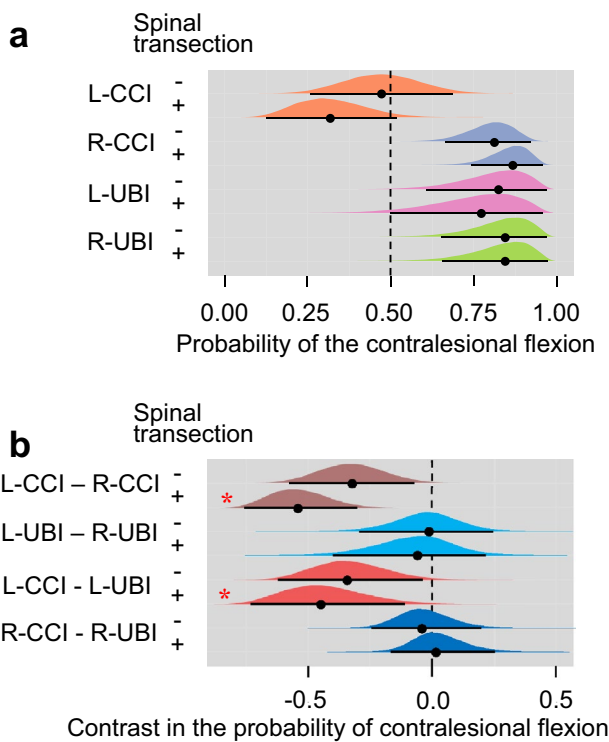 a
Spinal
transection
L-CCI
-
+
R-CCI
-
+
L-UBI
-
+
R-UBI
-
+
0.00 0.25 0.50 0.75 1.00
Probability of the contralesional flexion
b
Spinal
transection
L-CCI – R-CCI
-
+
*
L-UBI – R-UBI
-
+
L-CCI - L-UBI
-
+
*
R-CCI - R-UBI
-
+
-0.5 0.0 0.5
Contrast in the probability of contralesional flexion